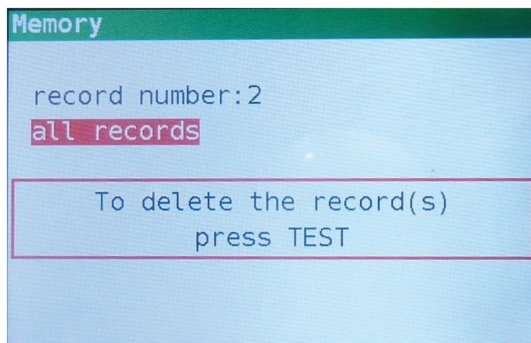 Memory
record number:2
all records
To delete the record(s)
press TEST